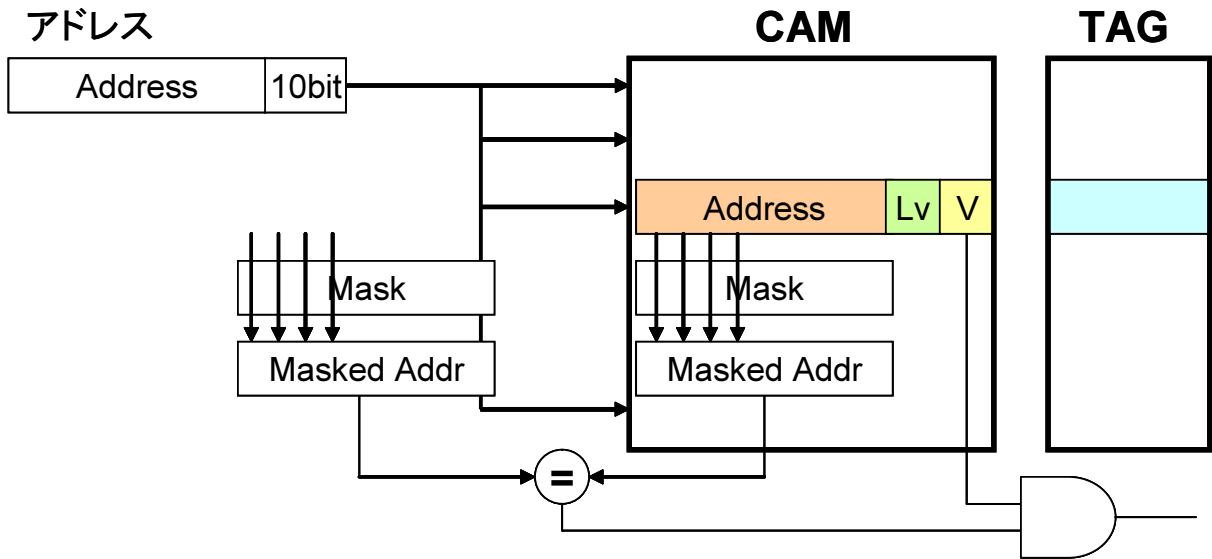 アドレス
CAM
TAG
Address
10bit
Address
Lv
V
Mask
Mask
Masked Addr
Masked Addr
=